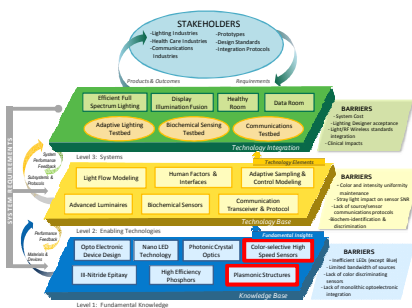 STAKEHOLDERS
-Lighting Industries
-Health Care Industries
-Communications
Industries
-Prototypes
-Design Standards
-Integration Protocols
Products & Outcomes
Requirements
Efficient Full
Spectrum Lighting
Display
Illumination Fusion
Healthy
Room
Data Room
Adaptive Lighting
Testbed
Biochemical Sensing
Testbed
Communications
Testbed
Technology Integration
BARRIERS
- System Cost
- Lighting Designer acceptance
- Light/RF Wireless standards
integration
- Clinical Impacts
SYSTEM REQUIREMENTS
System
Performance
Feedback
Subsystems &
Protocols
Level 3: Systems
Technology Elements
Light Flow Modeling
Human Factors &
Interfaces
Adaptive Sampling &
Control Modeling
Advanced Luminaires
Biochemical Sensors
Communication
Transceiver & Protocol
Technology Base
BARRIERS
- Color and intensity uniformity
maintenance
- Stray light impact on sensor SNR
- Lack of source/sensor
communications protocols
- Biochem-identification &
discrimination
Performance
Feedback
Materials &
Devices
Level 2: Enabling Technologies
Fundamental Insights
Opto Electronic
Device Design
Nano LED
Technology
Photonic Crystal
Optics
Color-selective High
Speed Sensors
III-Nitride Epitaxy
High Efficiency
Phosphors
Plasmonic Structures
Knowledge Base
BARRIERS
- Inefficient LEDs (except Blue)
- Limited bandwidth of sources
- Lack of color discriminating
sensors
- Lack of monolithic optoelectronic
integration
Level 1: Fundamental Knowledge